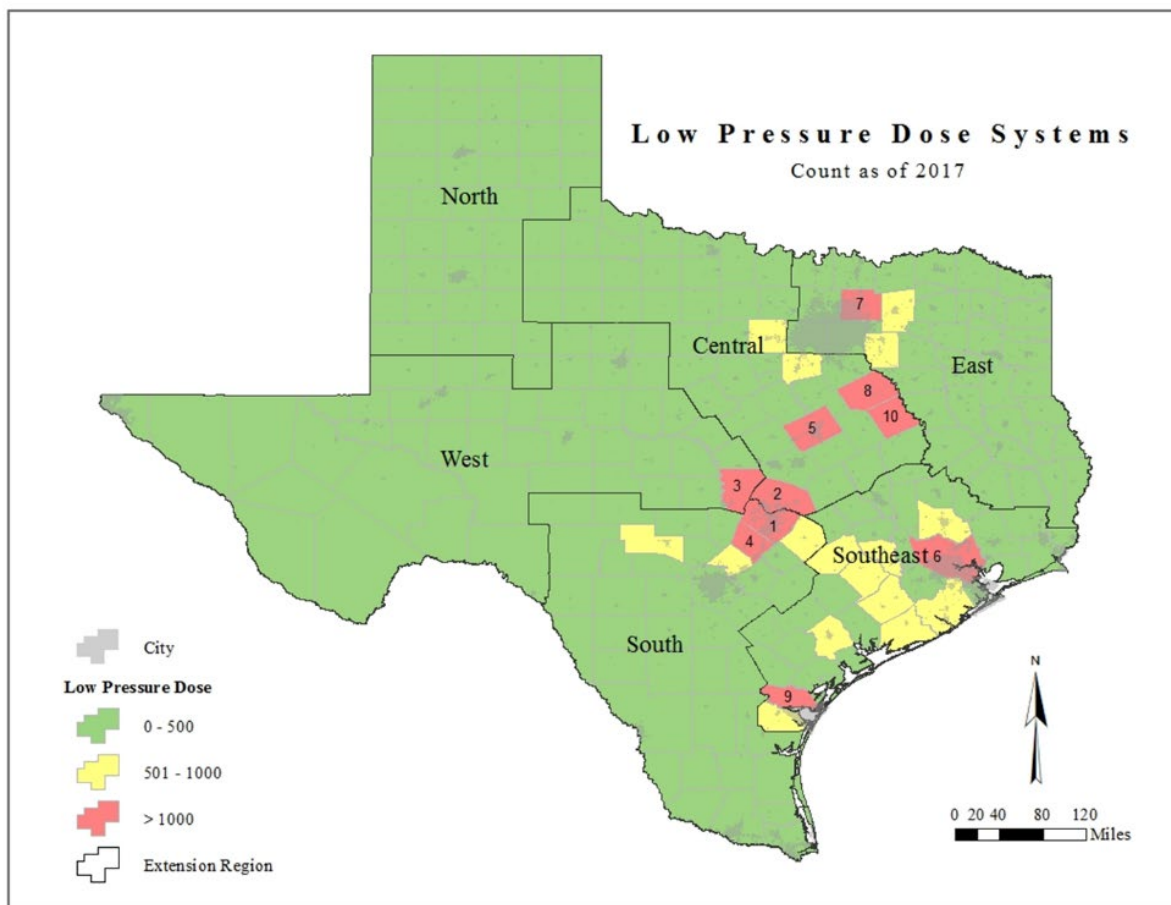 Low Pressure Dose Systems
Count as of 2017
North
7
Central
East
8
10
5
West
3
2
1
4
Southeast
6
South
9
City
Low Pressure Dose
0 - 500
501 - 1000
> 1000
Extension Region
N
0 20 40 80 120
Miles